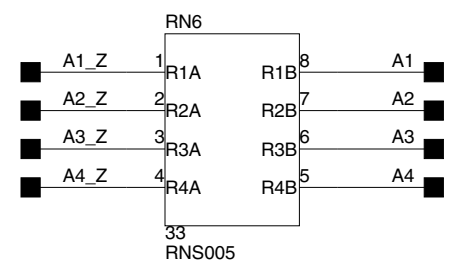 RN6
A1_Z 1 R1A R1B 8 A1
A2_Z 2 R2A R2B 7 A2
A3_Z 3 R3A R3B 6 A3
A4_Z 4 R4A R4B 5 A4
33
RNS005